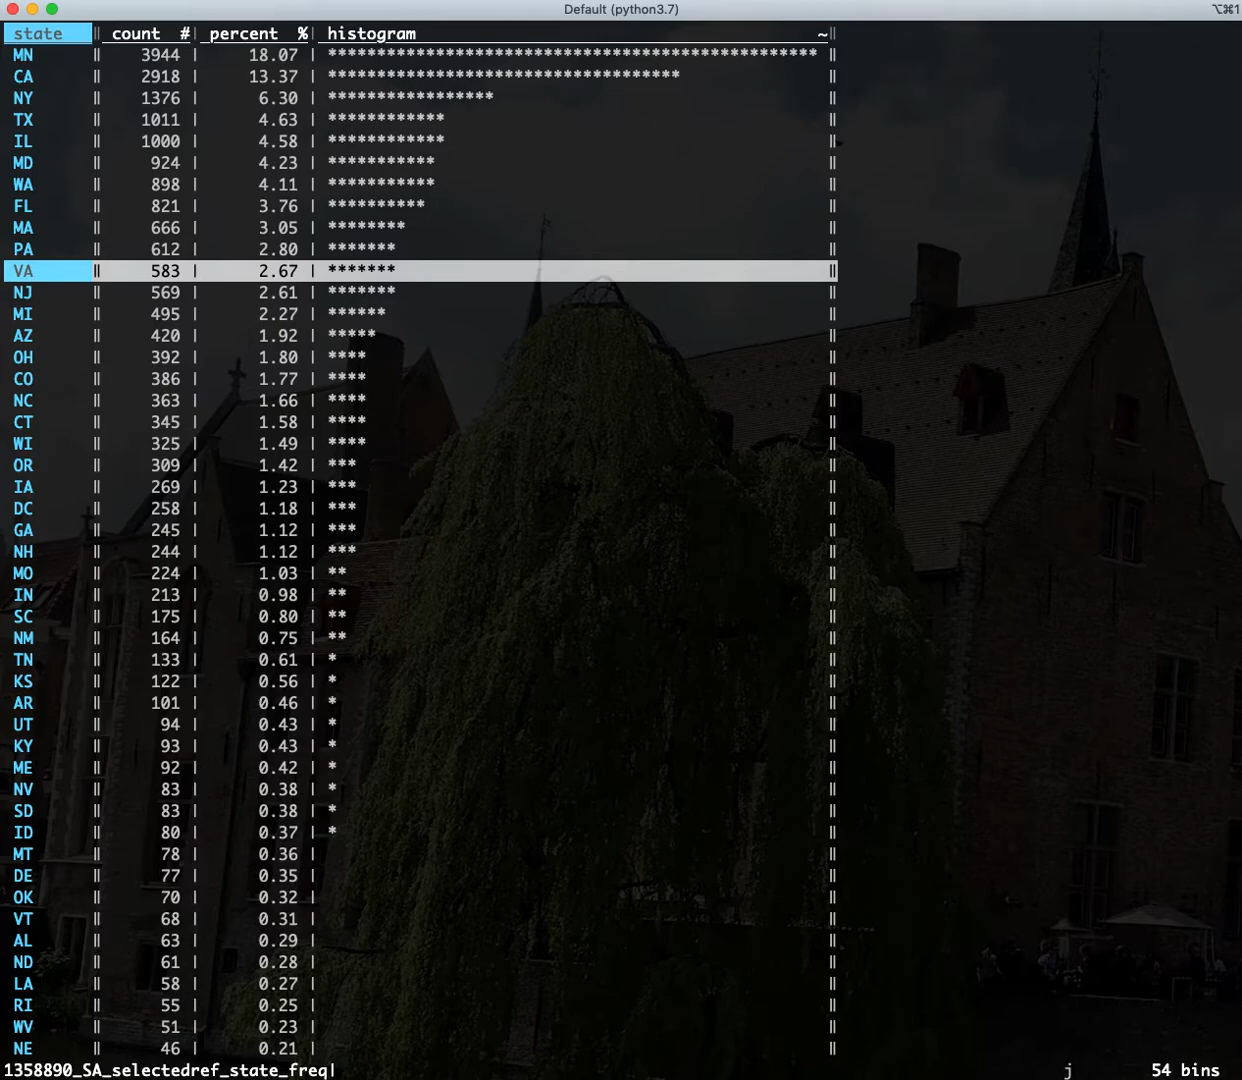 Default (python3.7) ⌥⌘1
state ‖ count #| percent %| histogram ~‖
MN ‖ 3944 | 18.07 | ************************************************** ‖
CA ‖ 2918 | 13.37 | ************************************ ‖
NY ‖ 1376 | 6.30 | ***************** ‖
TX ‖ 1011 | 4.63 | ************ ‖
IL ‖ 1000 | 4.58 | ************ ‖
MD ‖ 924 | 4.23 | *********** ‖
WA ‖ 898 | 4.11 | *********** ‖
FL ‖ 821 | 3.76 | ********** ‖
MA ‖ 666 | 3.05 | ******** ‖
PA ‖ 612 | 2.80 | ******* ‖
VA ‖ 583 | 2.67 | ******* ‖
NJ ‖ 569 | 2.61 | ******* ‖
MI ‖ 495 | 2.27 | ****** ‖
AZ ‖ 420 | 1.92 | ***** ‖
OH ‖ 392 | 1.80 | **** ‖
CO ‖ 386 | 1.77 | **** ‖
NC ‖ 363 | 1.66 | **** ‖
CT ‖ 345 | 1.58 | **** ‖
WI ‖ 325 | 1.49 | **** ‖
OR ‖ 309 | 1.42 | *** ‖
IA ‖ 269 | 1.23 | *** ‖
DC ‖ 258 | 1.18 | *** ‖
GA ‖ 245 | 1.12 | *** ‖
NH ‖ 244 | 1.12 | *** ‖
MO ‖ 224 | 1.03 | ** ‖
IN ‖ 213 | 0.98 | ** ‖
SC ‖ 175 | 0.80 | ** ‖
NM ‖ 164 | 0.75 | ** ‖
TN ‖ 133 | 0.61 | * ‖
KS ‖ 122 | 0.56 | * ‖
AR ‖ 101 | 0.46 | * ‖
UT ‖ 94 | 0.43 | * ‖
KY ‖ 93 | 0.43 | * ‖
ME ‖ 92 | 0.42 | * ‖
NV ‖ 83 | 0.38 | * ‖
SD ‖ 83 | 0.38 | * ‖
ID ‖ 80 | 0.37 | * ‖
MT ‖ 78 | 0.36 | ‖
DE ‖ 77 | 0.35 | ‖
OK ‖ 70 | 0.32 | ‖
VT ‖ 68 | 0.31 | ‖
AL ‖ 63 | 0.29 | ‖
ND ‖ 61 | 0.28 | ‖
LA ‖ 58 | 0.27 | ‖
RI ‖ 55 | 0.25 | ‖
WV ‖ 51 | 0.23 | ‖
NE ‖ 46 | 0.21 | ‖
1358890_SA_selectedref_state_freq| j 54 bins